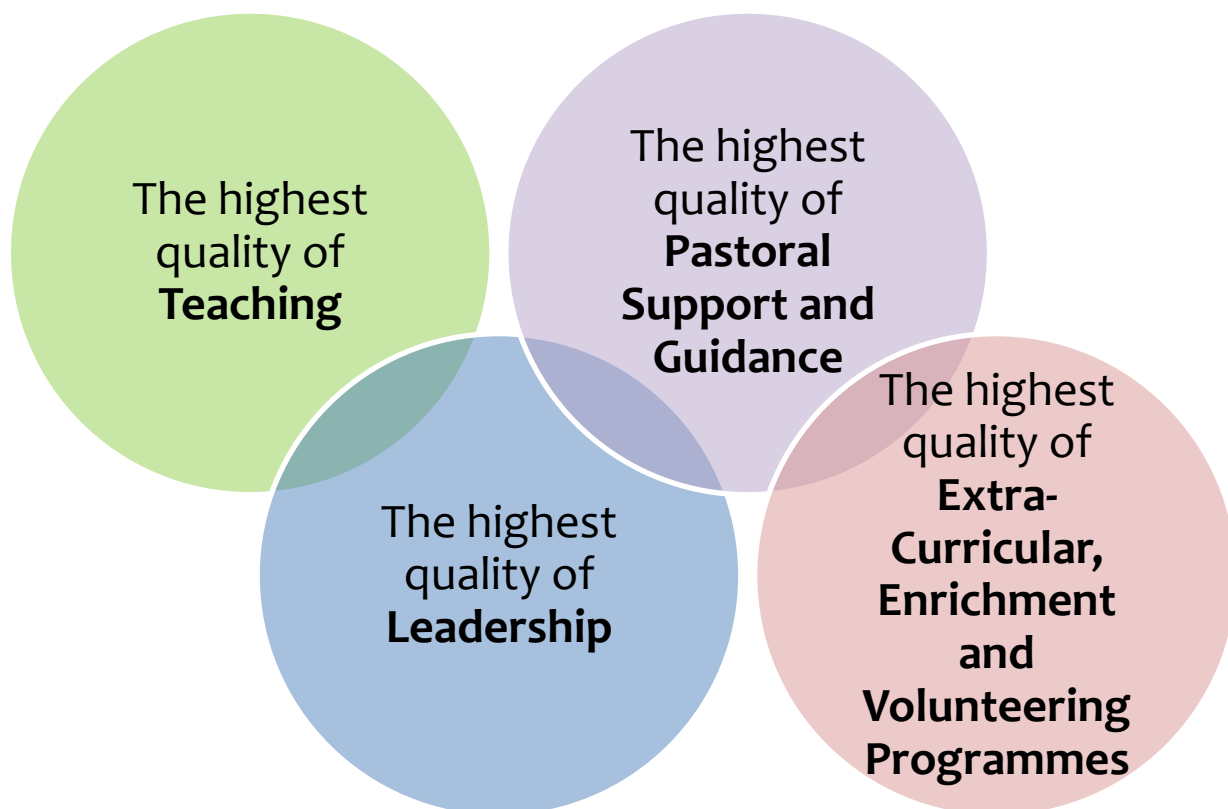 The highest
quality of
Teaching
The highest
quality of
Pastoral
Support and
Guidance
The highest
quality of
Leadership
The highest
quality of
Extra-
Curricular,
Enrichment
and
Volunteering
Programmes